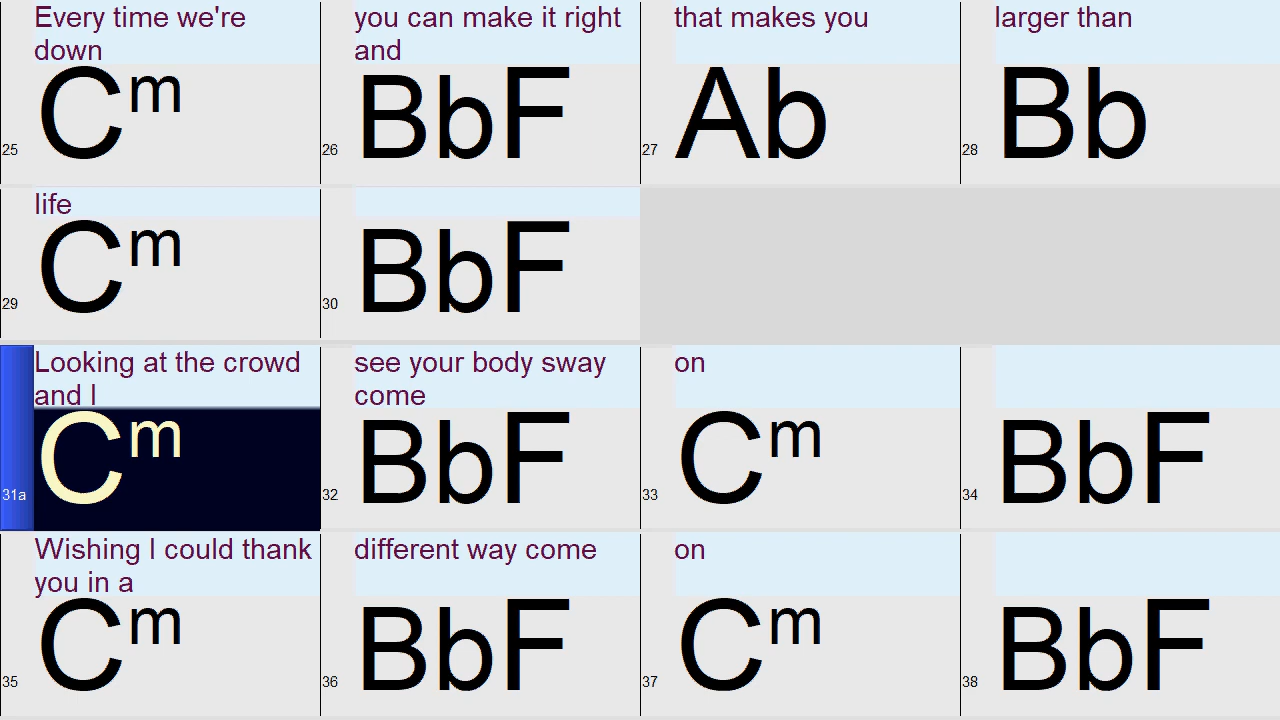 Every time we're you can make it right that makes you larger than
down and
Cm BbF Ab Bb
25 26 27 28
life
Cm BbF
29 30
Looking at the crowd see your body sway on
and I come
Cm BbF Cm BbF
31a 32 33 34
Wishing I could thank different way come on
you in a
Cm BbF Cm BbF
35 36 37 38